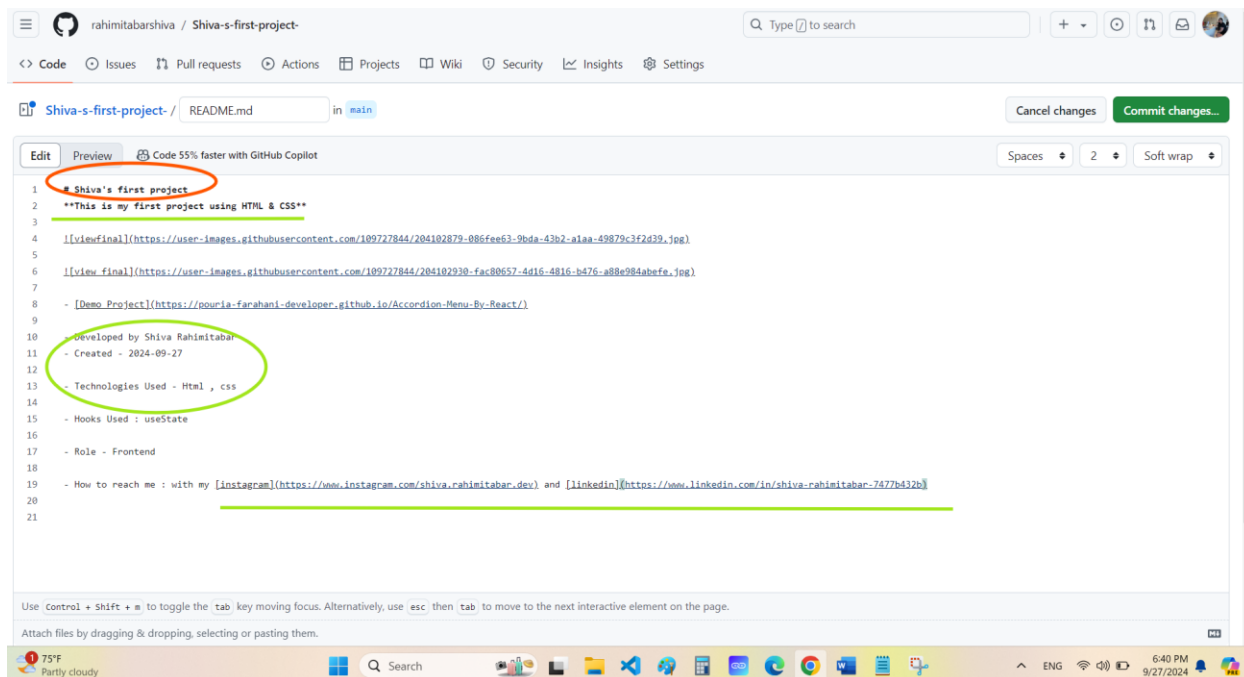 rahimitabarshiva / Shiva-s-first-project-
Type / to search
Code Issues Pull requests Actions Projects Wiki Security Insights Settings
Shiva-s-first-project- / README.md in main
Cancel changes Commit changes...
Edit Preview Code 55% faster with GitHub Copilot
Spaces 2 Soft wrap
1 # Shiva's first project
2 **This is my first project using HTML & CSS**
3
4 ![viewfinal](https://user-images.githubusercontent.com/109727844/204102879-086fee63-9bda-43b2-a1aa-49879c3f2d39.jpg)
5
6 ![view final](https://user-images.githubusercontent.com/109727844/204102930-fac80657-4d16-4816-b476-a88e984abefe.jpg)
7
8 - [Demo Project](https://pouria-farahani-developer.github.io/Accordion-Menu-By-React/)
9
10 - Developed by Shiva Rahimitabar
11 - Created - 2024-09-27
12
13 - Technologies Used - Html , css
14
15 - Hooks Used : useState
16
17 - Role - Frontend
18
19 - How to reach me : with my [instagram](https://www.instagram.com/shiva.rahimitabar.dev) and [linkedin](https://www.linkedin.com/in/shiva-rahimitabar-7477b432b)
20
21
Use Control + Shift + m to toggle the tab key moving focus. Alternatively, use esc then tab to move to the next interactive element on the page.
Attach files by dragging & dropping, selecting or pasting them.
1 75°F
Partly cloudy
Search
ENG
6:40 PM
9/27/2024
PRE